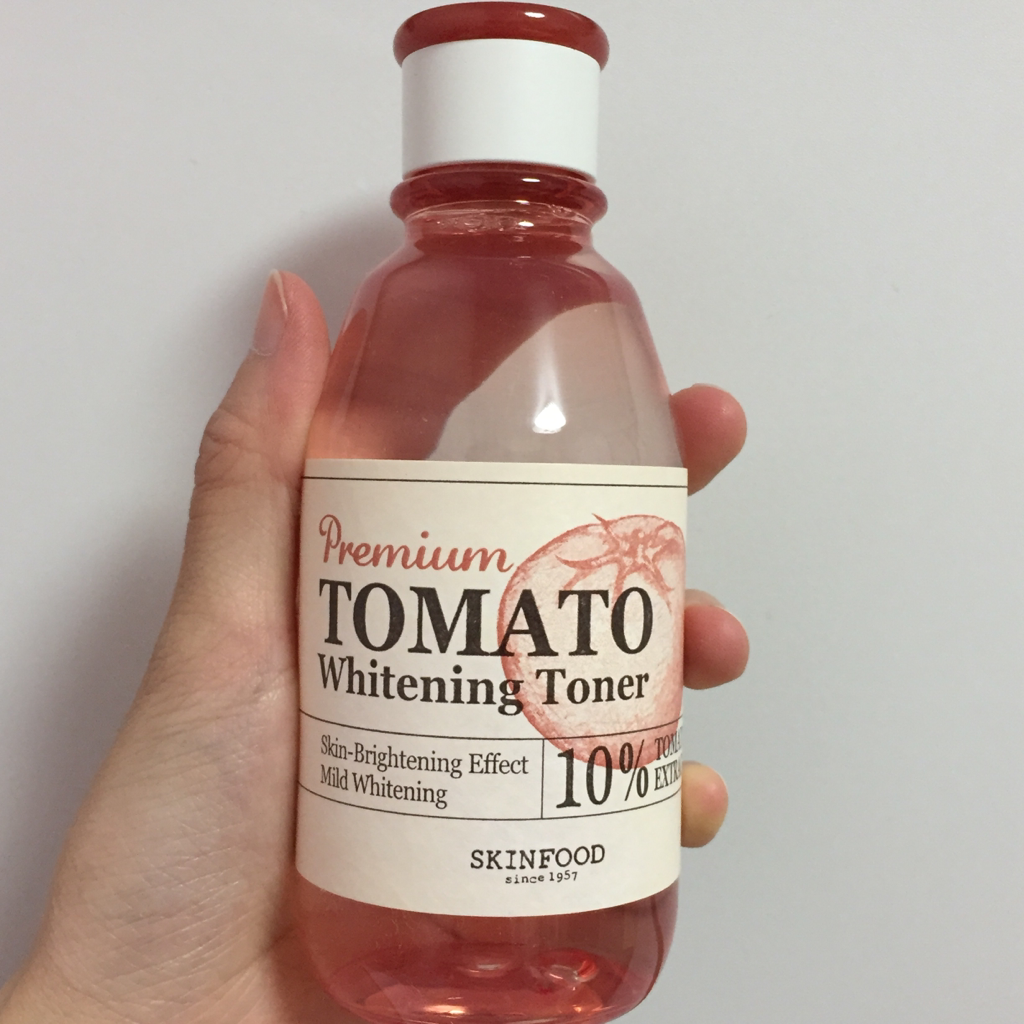 Premium
TOMATO
Whitening Toner
Skin-Brightening Effect
Mild Whitening
10%
SKINFOOD
since 1957